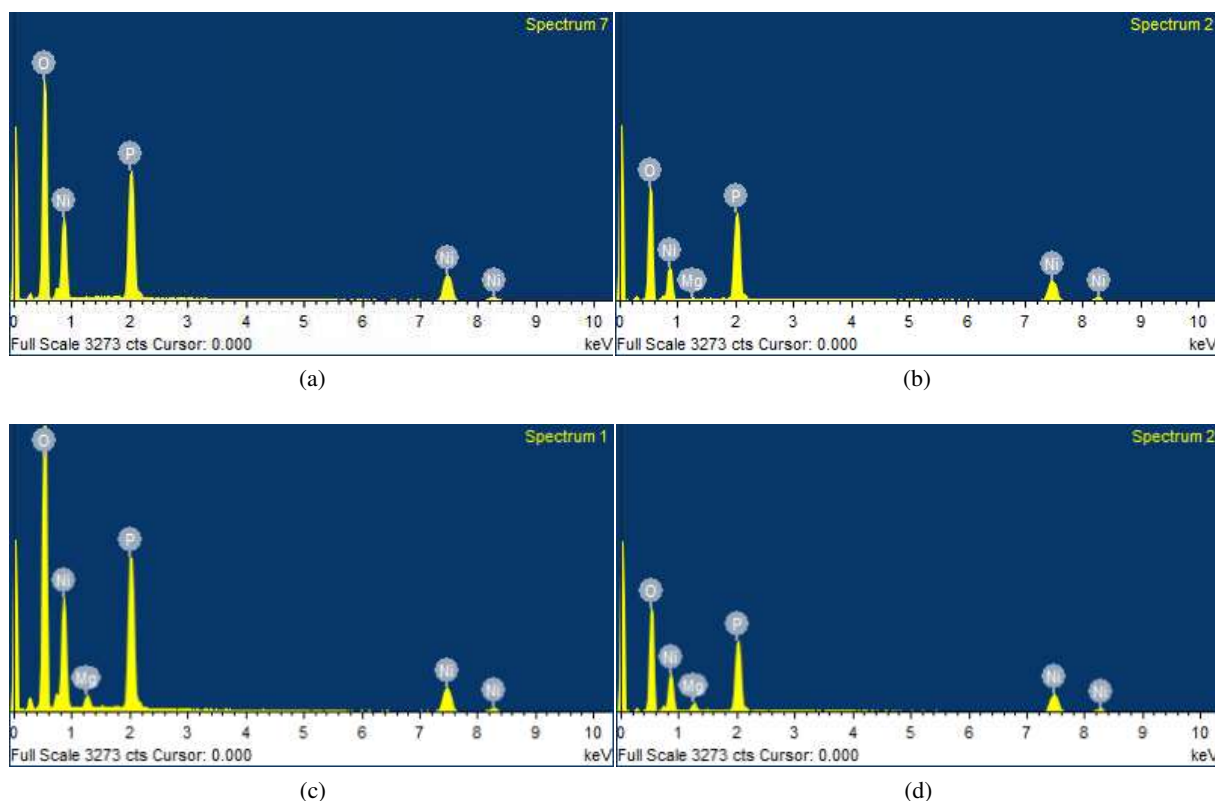 Spectrum 7
O
P
Ni
Ni
Ni
0 1 2 3 4 5 6 7 8 9 10
Full Scale 3273 cts Cursor: 0.000 keV
(a)
Spectrum 2
O
P
Ni
Mg
Ni
Ni
0 1 2 3 4 5 6 7 8 9 10
Full Scale 3273 cts Cursor: 0.000 keV
(b)
Spectrum 1
O
P
Ni
Mg
Ni
Ni
0 1 2 3 4 5 6 7 8 9 10
Full Scale 3273 cts Cursor: 0.000 keV
(c)
Spectrum 2
O
P
Ni
Mg
Ni
Ni
0 1 2 3 4 5 6 7 8 9 10
Full Scale 3273 cts Cursor: 0.000 keV
(d)